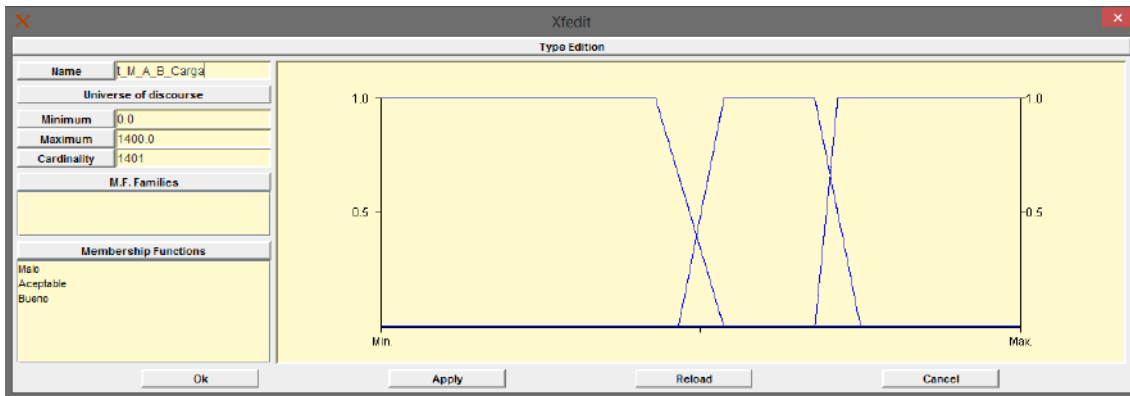 Xfedit
Type Edition
Name t_M_A_B_Carga
Universe of discourse
Minimum 0.0
Maximum 1400.0
Cardinality 1401
M.F. Families
Membership Functions
Malo
Aceptable
Bueno
1.0 1.0
0.5 0.5
Min. Max.
Ok Apply Reload Cancel